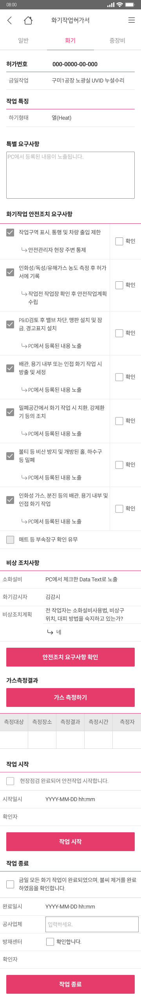 08:00
화기작업허가서
일반 화기 중장비
허가번호 000-0000-00-000
금일작업 구미1공장 노광실 UVID 누설수리
작업 특징
하기형태 열(Heat)
특별 요구사항
PC에서 등록된 내용이 노출됩니다.
화기작업 안전조치 요구사항
작업구역 표시, 통행 및 차량 출입 제한
안전관리자 현장 주변 통제
확인
인화성/독성/유해가스 농도 측정 후 허가
서에 기록
작업전 작업장 확인 후 안전작업계획
수립
확인
P&ID검토 후 밸브 차단, 맹판 설치 및 잠
금, 경고표지 설치
PC에서 등록된 내용 노출
확인
배관, 용기 내부 또는 인접 화기 작업 시
방출 및 세정
PC에서 등록된 내용 노출
확인
밀폐공간에서 화기 작업 시 치환, 강제환
기 등의 조치
PC에서 등록된 내용 노출
확인
불티 등 비산 방지 및 개방된 홀, 하수구
등 밀폐
PC에서 등록된 내용 노출
확인
인화성 가스, 분진 등의 배관, 용기 내부 및
인접 화기 작업
PC에서 등록된 내용 노출
확인
매트 등 부속장구 확인 유무
비상 조치사항
소화설비 PC에서 체크한 Data Text로 노출
화기감시자 김감시
비상조치계획 전 작업자는 소화설비사용법, 비상구
위치, 대피 방법을 숙지하고 있는가?
네
안전조치 요구사항 확인
가스측정결과
가스 측정하기
측정대상 측정장소 측정결과 측정시간 측정자
작업 시작
현장점검 완료되어 안전작업 시작합니다.
시작일시 YYYY-MM-DD hh:mm
확인자
작업 시작
작업 종료
금일 모든 화기 작업이 완료되었으며, 불씨 제거를 완료
하였음을 확인합니다.
완료일시 YYYY-MM-DD hh:mm
공사업체 입력하세요.
방재센터 확인합니다.
확인자
작업 종료